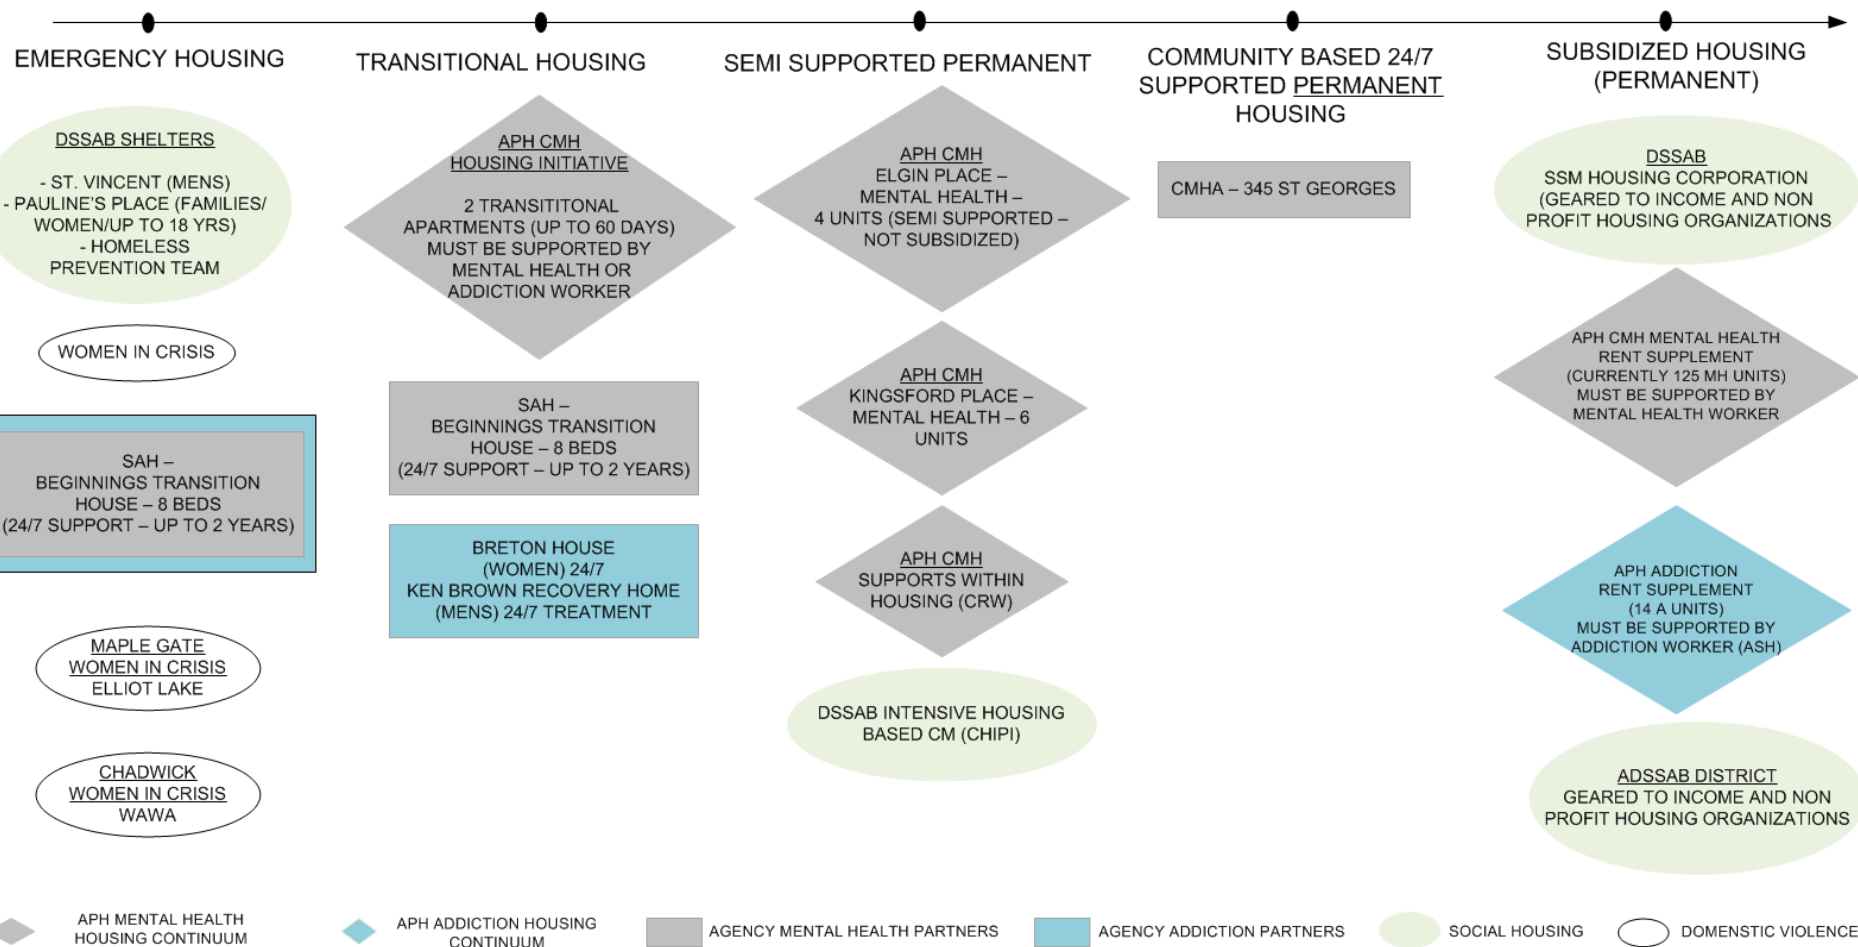 EMERGENCY HOUSING
DSSAB SHELTERS
- ST. VINCENT (MENS)
- PAULINE'S PLACE (FAMILIES/
WOMEN/UP TO 18 YRS)
- HOMELESS
PREVENTION TEAM
WOMEN IN CRISIS
SAH –
BEGINNINGS TRANSITION
HOUSE – 8 BEDS
(24/7 SUPPORT – UP TO 2 YEARS)
MAPLE GATE
WOMEN IN CRISIS
ELLIOT LAKE
CHADWICK
WOMEN IN CRISIS
WAWA
TRANSITIONAL HOUSING
APH CMH
HOUSING INITIATIVE
2 TRANSITITONAL
APARTMENTS (UP TO 60 DAYS)
MUST BE SUPPORTED BY
MENTAL HEALTH OR
ADDICTION WORKER
SAH –
BEGINNINGS TRANSITION
HOUSE – 8 BEDS
(24/7 SUPPORT – UP TO 2 YEARS)
BRETON HOUSE
(WOMEN) 24/7
KEN BROWN RECOVERY HOME
(MENS) 24/7 TREATMENT
SEMI SUPPORTED PERMANENT
APH CMH
ELGIN PLACE –
MENTAL HEALTH –
4 UNITS (SEMI SUPPORTED –
NOT SUBSIDIZED)
APH CMH
KINGSFORD PLACE –
MENTAL HEALTH – 6
UNITS
APH CMH
SUPPORTS WITHIN
HOUSING (CRW)
DSSAB INTENSIVE HOUSING
BASED CM (CHIPI)
COMMUNITY BASED 24/7
SUPPORTED PERMANENT
HOUSING
CMHA – 345 ST GEORGES
SUBSIDIZED HOUSING
(PERMANENT)
DSSAB
SSM HOUSING CORPORATION
(GEARED TO INCOME AND NON
PROFIT HOUSING ORGANIZATIONS
APH CMH MENTAL HEALTH
RENT SUPPLEMENT
(CURRENTLY 125 MH UNITS)
MUST BE SUPPORTED BY
MENTAL HEALTH WORKER
APH ADDICTION
RENT SUPPLEMENT
(14 A UNITS)
MUST BE SUPPORTED BY
ADDICTION WORKER (ASH)
ADSSAB DISTRICT
GEARED TO INCOME AND NON
PROFIT HOUSING ORGANIZATIONS
APH MENTAL HEALTH
HOUSING CONTINUUM
APH ADDICTION HOUSING
CONTINUUM
AGENCY MENTAL HEALTH PARTNERS
AGENCY ADDICTION PARTNERS
SOCIAL HOUSING
DOMENSTIC VIOLENCE